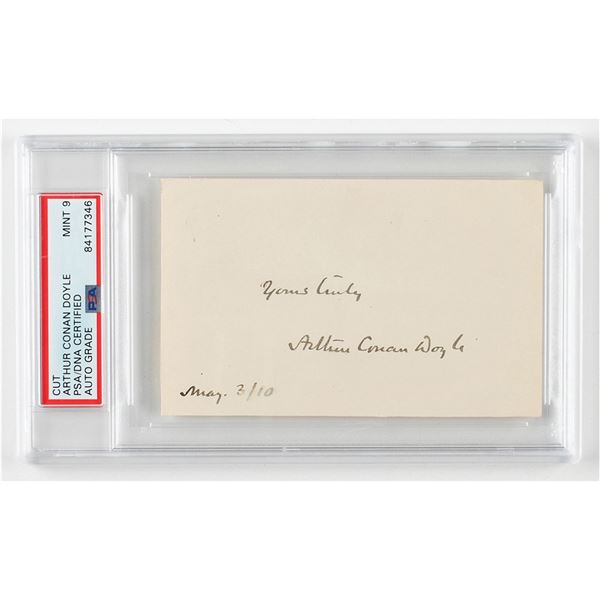 CUT
ARTHUR CONAN DOYLE
PSA/DNA CERTIFIED
AUTO GRADE
MINT 9
84177346
PSA
Yours truly
Arthur Conan Doyle
May. 3/10